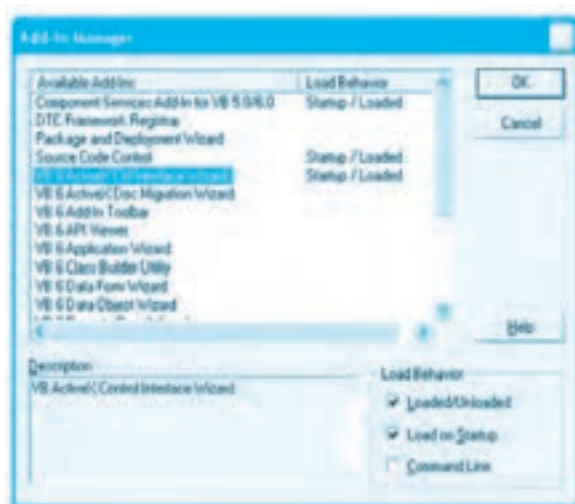 Add-In Manager
Available Add-Ins Load Behavior
Component Services Add-In for VB 5.0/6.0 Startup / Loaded
DTC Framework Registrar
Package and Deployment Wizard
Source Code Control Startup / Loaded
VB 6 ActiveX Ctrl Interface Wizard Startup / Loaded
VB 6 ActiveX Doc Migration Wizard
VB 6 Add-In Toolbar
VB 6 API Viewer
VB 6 Application Wizard
VB 6 Class Builder Utility
VB 6 Data Form Wizard
VB 6 Data Object Wizard
OK
Cancel
Help
Description
VB ActiveX Control Interface Wizard
Load Behavior
Loaded/Unloaded
Load on Startup
Command Line